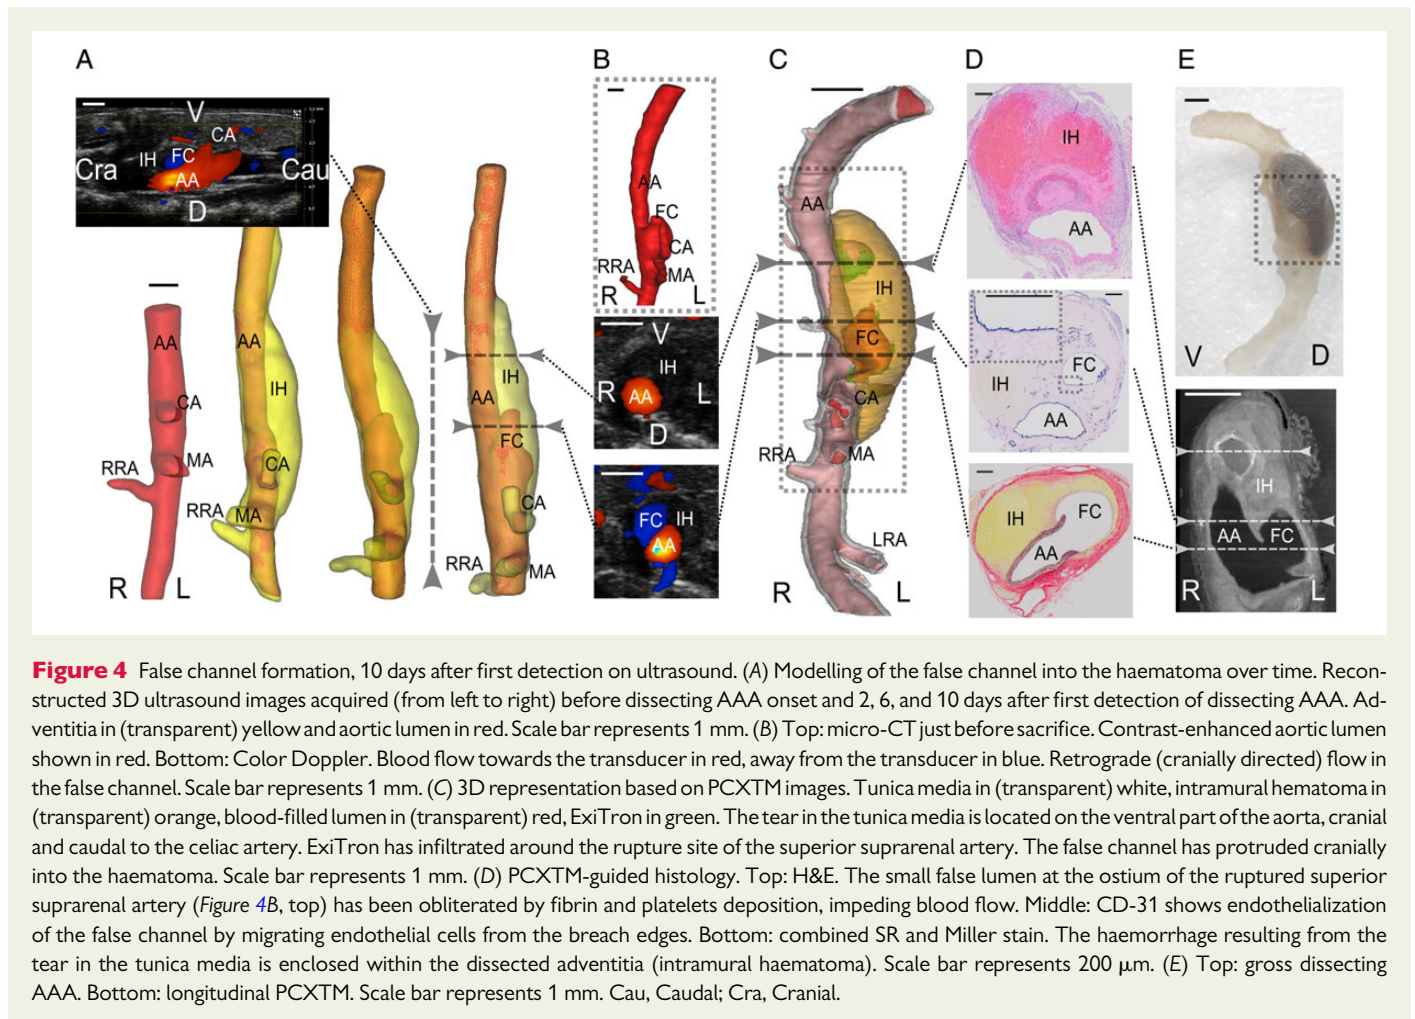 A
B
C
D
E
V
CA
IH
FC
Cra
AA
Cau
D
AA
CA
MA
RRA
R
L
AA
IH
CA
RRA
MA
AA
IH
FC
CA
RRA
MA
AA
FC
CA
RRA
MA
R
L
V
IH
R
AA
L
D
FC
IH
AA
AA
IH
FC
CA
RRA
MA
LRA
R
L
IH
AA
FC
IH
AA
IH
FC
AA
V
D
IH
AA
FC
R
L
Figure 4 False channel formation, 10 days after first detection on ultrasound. (A) Modelling of the false channel into the haematoma over time. Recon-
structed 3D ultrasound images acquired (from left to right) before dissecting AAA onset and 2, 6, and 10 days after first detection of dissecting AAA. Ad-
ventitia in (transparent) yellow and aortic lumen in red. Scale bar represents 1 mm. (B) Top: micro-CT just before sacrifice. Contrast-enhanced aortic lumen
shown in red. Bottom: Color Doppler. Blood flow towards the transducer in red, away from the transducer in blue. Retrograde (cranially directed) flow in
the false channel. Scale bar represents 1 mm. (C) 3D representation based on PCXTM images. Tunica media in (transparent) white, intramural hematoma in
(transparent) orange, blood-filled lumen in (transparent) red, ExiTron in green. The tear in the tunica media is located on the ventral part of the aorta, cranial
and caudal to the celiac artery. ExiTron has infiltrated around the rupture site of the superior suprarenal artery. The false channel has protruded cranially
into the haematoma. Scale bar represents 1 mm. (D) PCXTM-guided histology. Top: H&E. The small false lumen at the ostium of the ruptured superior
suprarenal artery (Figure 4B, top) has been obliterated by fibrin and platelets deposition, impeding blood flow. Middle: CD-31 shows endothelialization
of the false channel by migrating endothelial cells from the breach edges. Bottom: combined SR and Miller stain. The haemorrhage resulting from the
tear in the tunica media is enclosed within the dissected adventitia (intramural haematoma). Scale bar represents 200 μm. (E) Top: gross dissecting
AAA. Bottom: longitudinal PCXTM. Scale bar represents 1 mm. Cau, Caudal; Cra, Cranial.